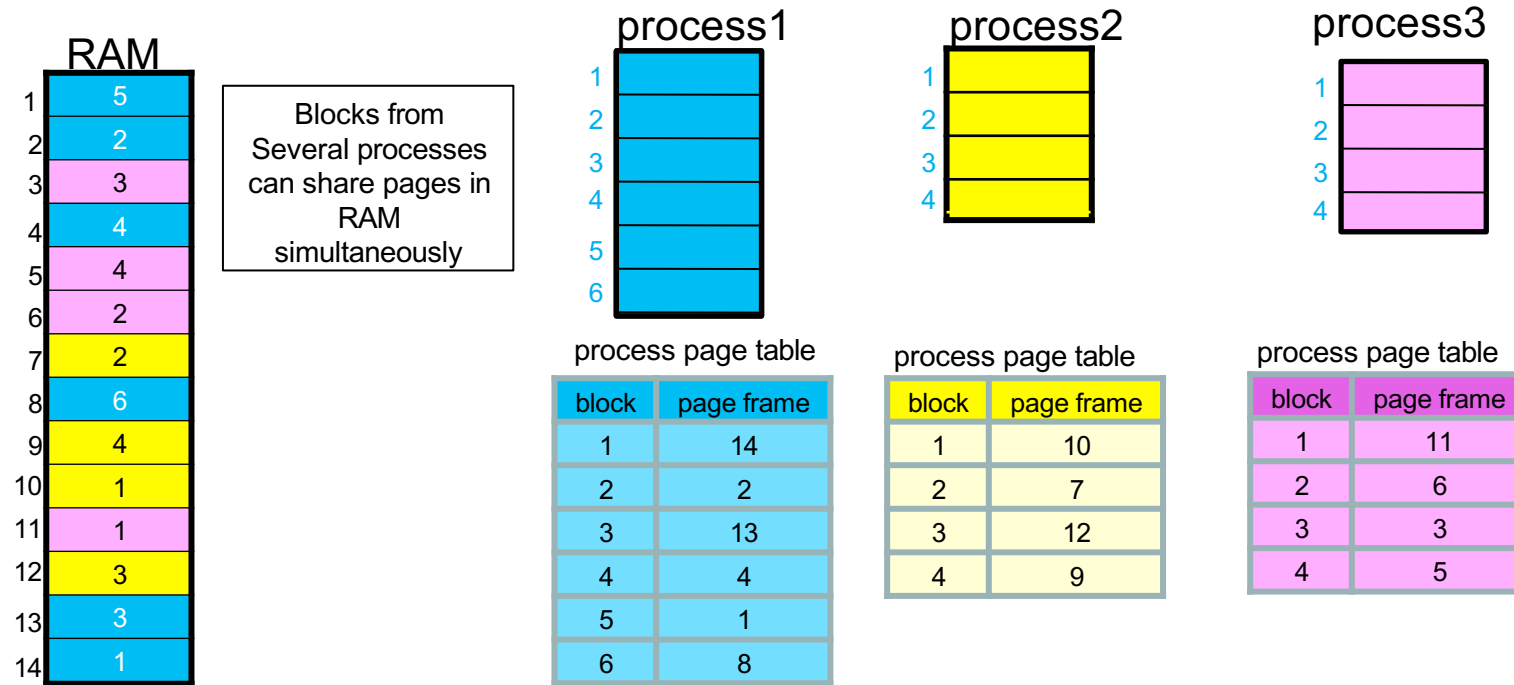 RAM
1 5
2 2
3 3
4 4
5 4
6 2
7 2
8 6
9 4
10 1
11 1
12 3
13 3
14 1
Blocks from
Several processes
can share pages in
RAM
simultaneously
process1
1
2
3
4
5
6
process page table
block page frame
1 14
2 2
3 13
4 4
5 1
6 8
process2
1
2
3
4
process page table
block page frame
1 10
2 7
3 12
4 9
process3
1
2
3
4
process page table
block page frame
1 11
2 6
3 3
4 5